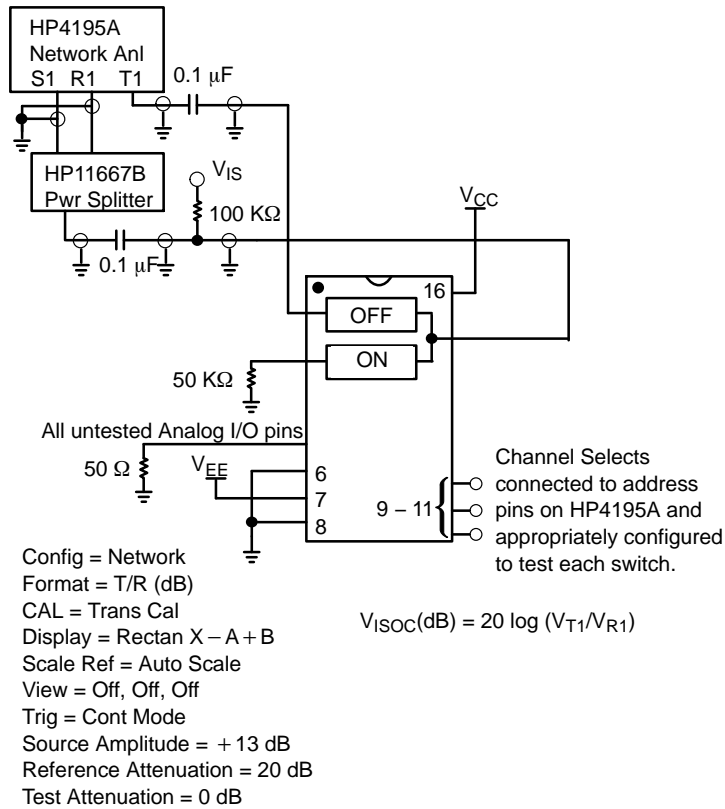 HP4195A
Network Anl
S1 R1 T1
0.1 μF
HP11667B
Pwr Splitter
VIS
100 KΩ
VCC
0.1 μF
16
OFF
ON
50 KΩ
All untested Analog I/O pins
50 Ω
VEE
6
7
8
9 – 11
Channel Selects
connected to address
pins on HP4195A and
appropriately configured
to test each switch.
Config = Network
Format = T/R (dB)
CAL = Trans Cal
Display = Rectan X – A + B
Scale Ref = Auto Scale
View = Off, Off, Off
Trig = Cont Mode
Source Amplitude = + 13 dB
Reference Attenuation = 20 dB
Test Attenuation = 0 dB
VISOC(dB) = 20 log (VT1/VR1)